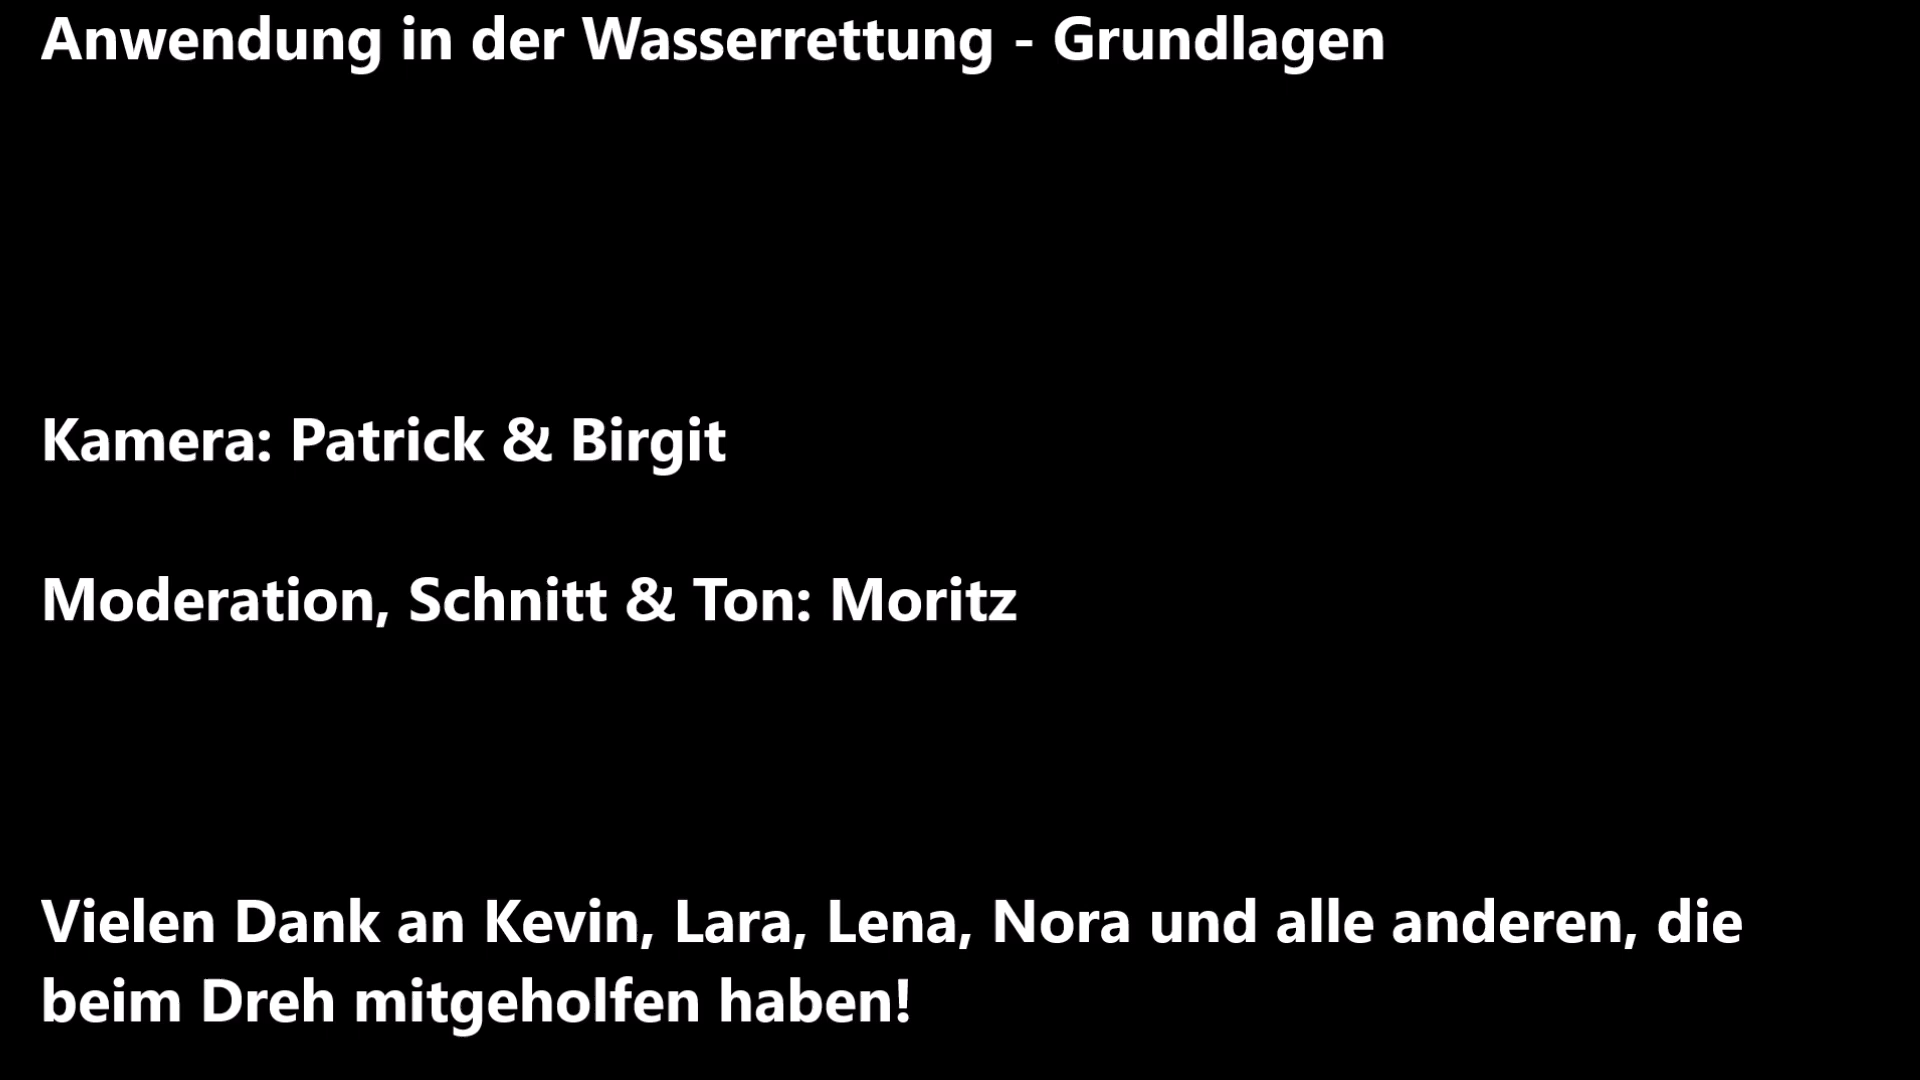 Anwendung in der Wasserrettung - Grundlagen
Kamera: Patrick & Birgit
Moderation, Schnitt & Ton: Moritz
Vielen Dank an Kevin, Lara, Lena, Nora und alle anderen, die
beim Dreh mitgeholfen haben!